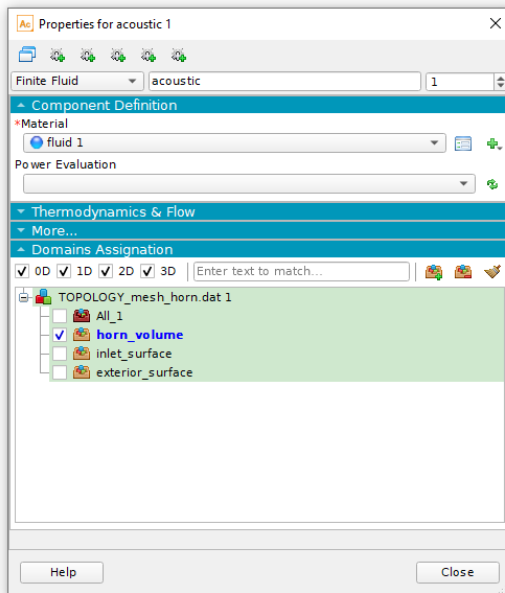 Ac Properties for acoustic 1
Finite Fluid acoustic 1
Component Definition
*Material
fluid 1
Power Evaluation
Thermodynamics & Flow
More...
Domains Assignation
0D 1D 2D 3D Enter text to match...
TOPOLOGY_mesh_horn.dat 1
All_1
horn_volume
inlet_surface
exterior_surface
Help Close